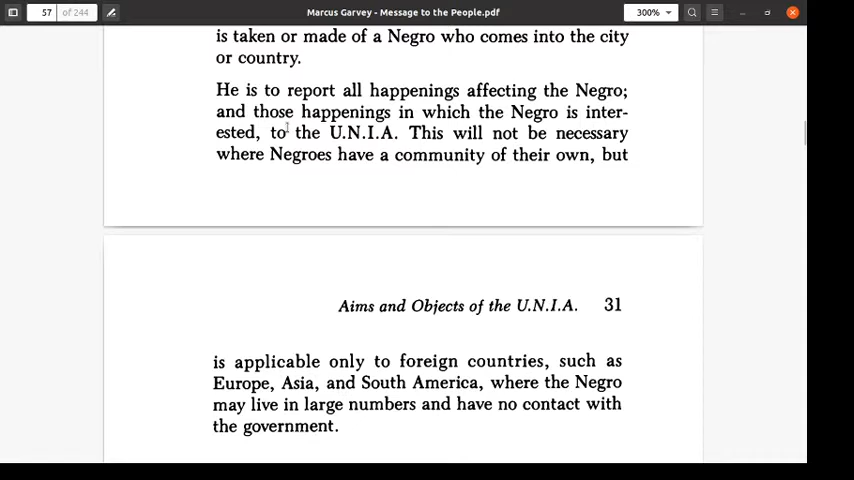 57 of 244
Marcus Garvey - Message to the People.pdf
300%
is taken or made of a Negro who comes into the city
or country.
He is to report all happenings affecting the Negro;
and those happenings in which the Negro is inter-
ested, to the U.N.I.A. This will not be necessary
where Negroes have a community of their own, but
Aims and Objects of the U.N.I.A. 31
is applicable only to foreign countries, such as
Europe, Asia, and South America, where the Negro
may live in large numbers and have no contact with
the government.